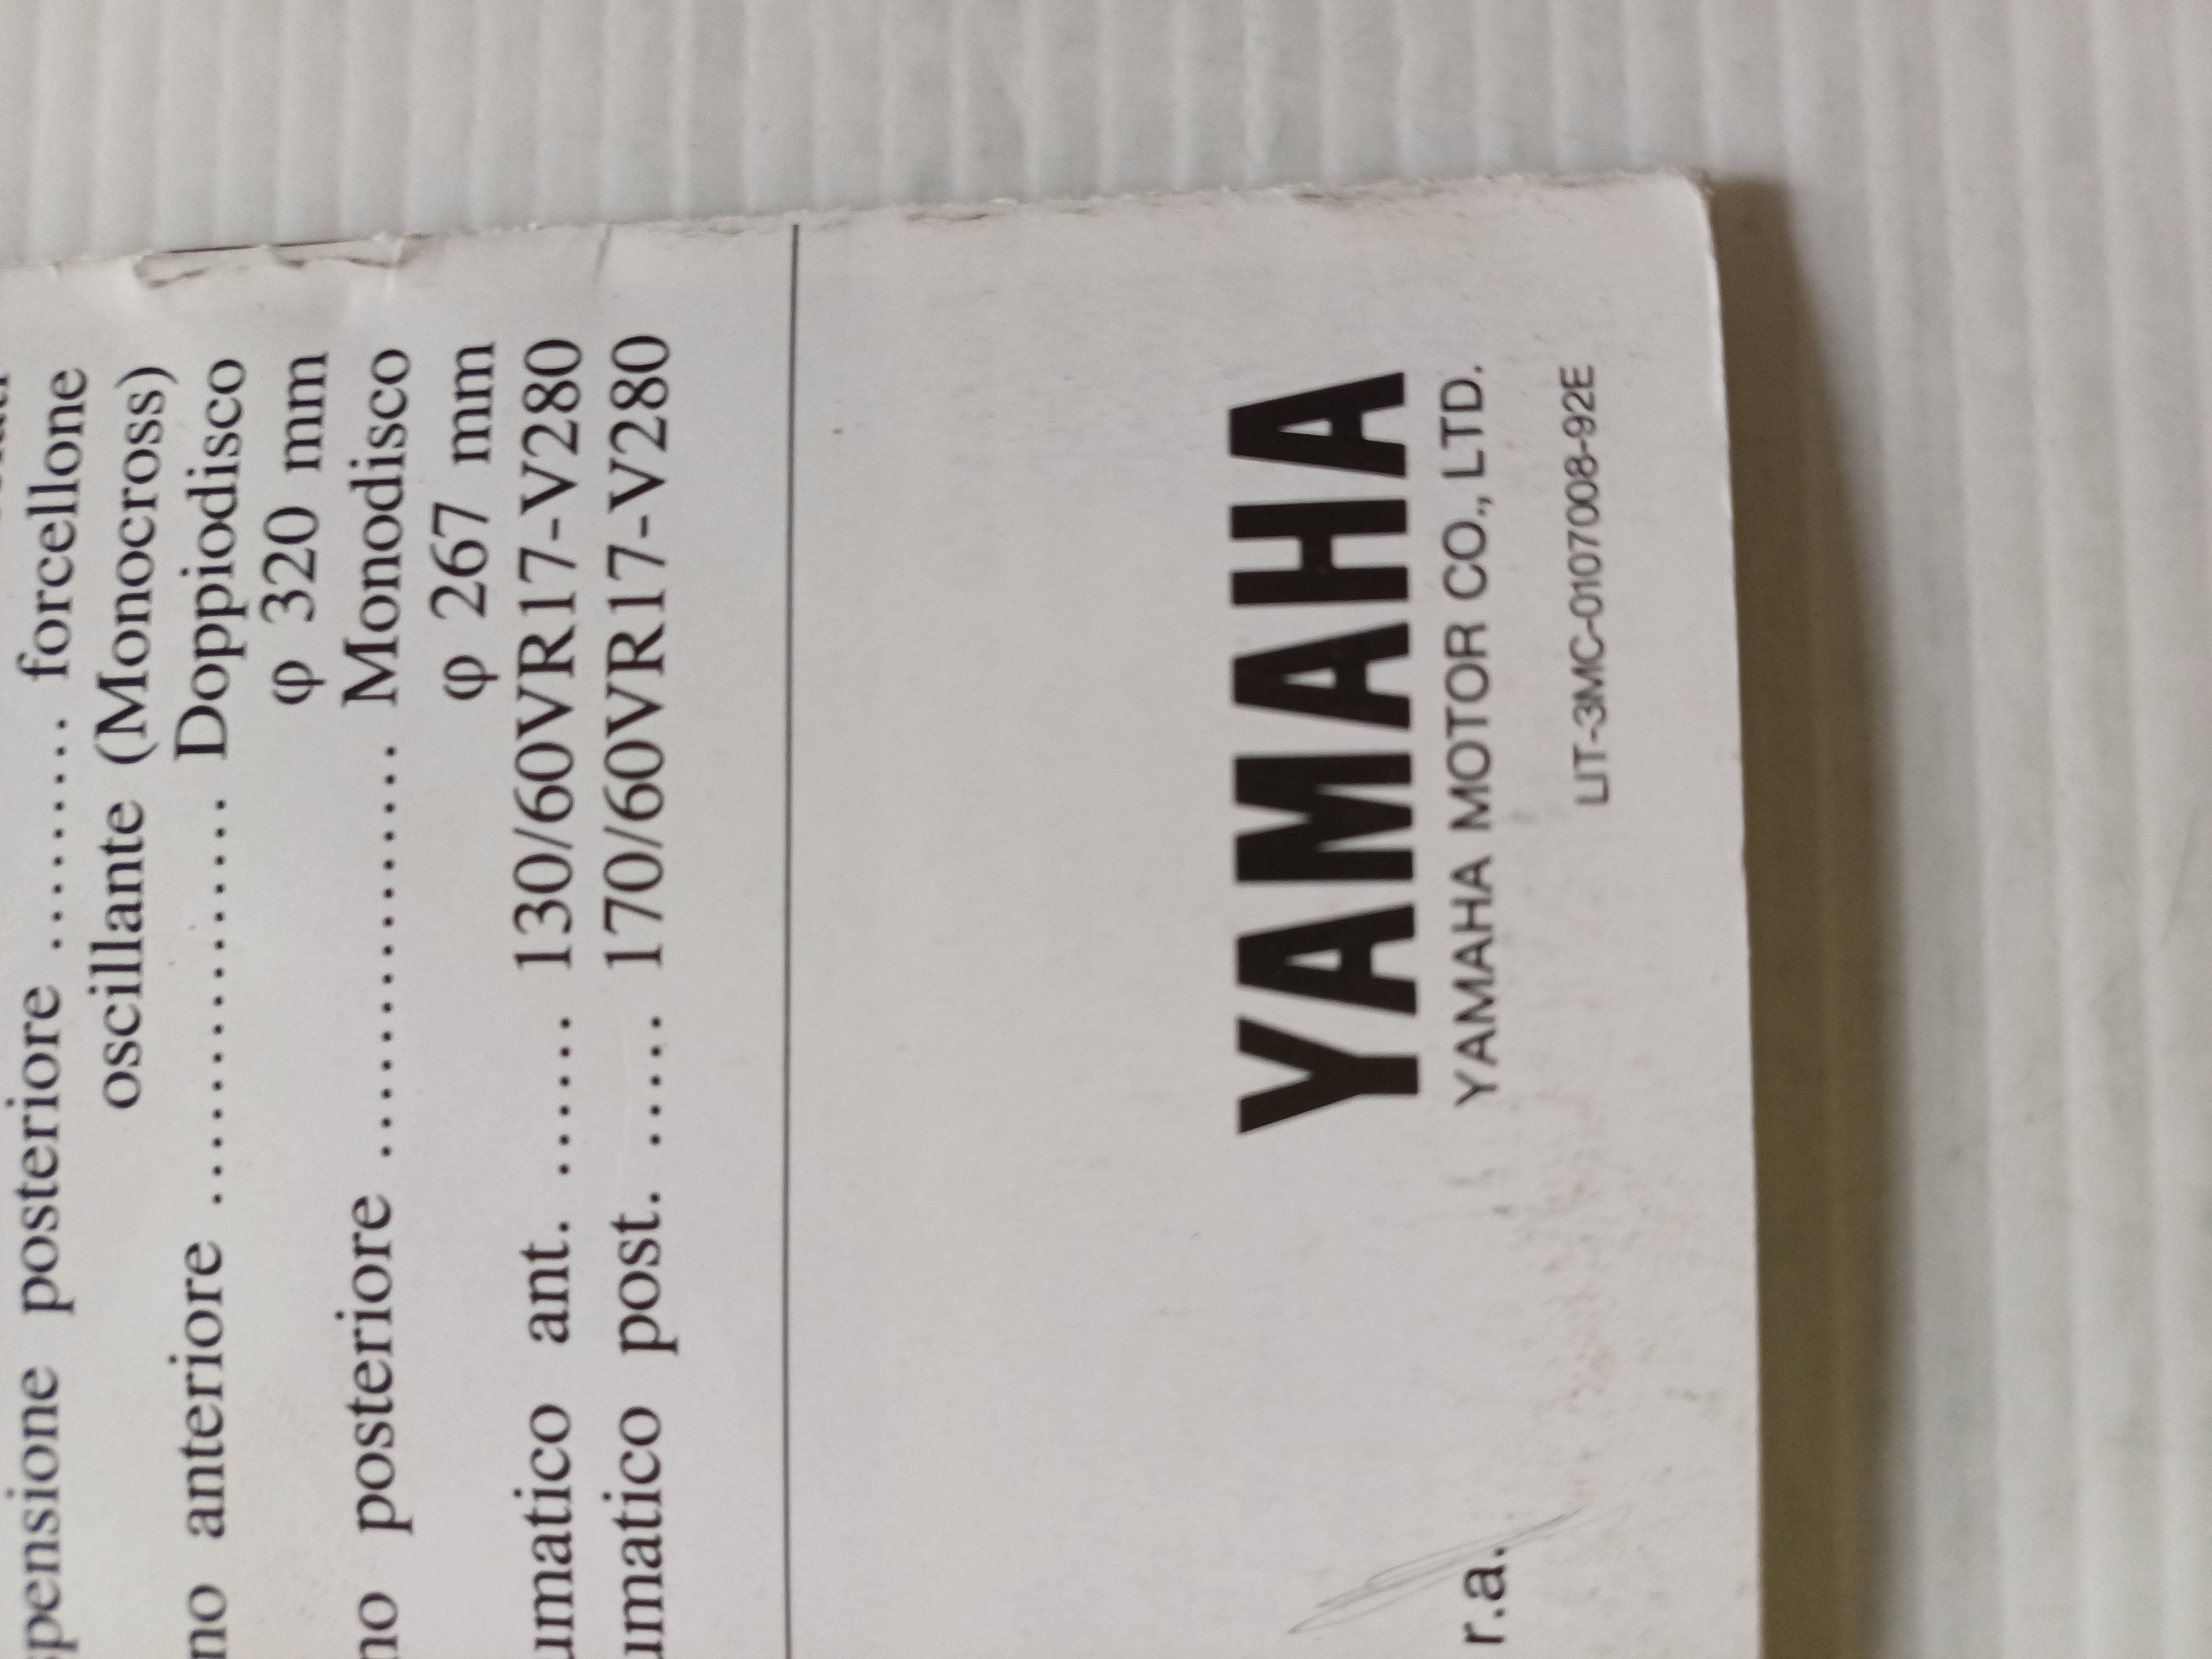 spensione posteriore ........ forcellone
oscillante (Monocross)
no anteriore .............. Doppiodisco
φ 320 mm
no posteriore .............. Monodisco
φ 267 mm
umatico ant. ...... 130/60VR17-V280
umatico post. ..... 170/60VR17-V280
YAMAHA
YAMAHA MOTOR CO., LTD.
r.a.
LIT-3MC-0107008-92E